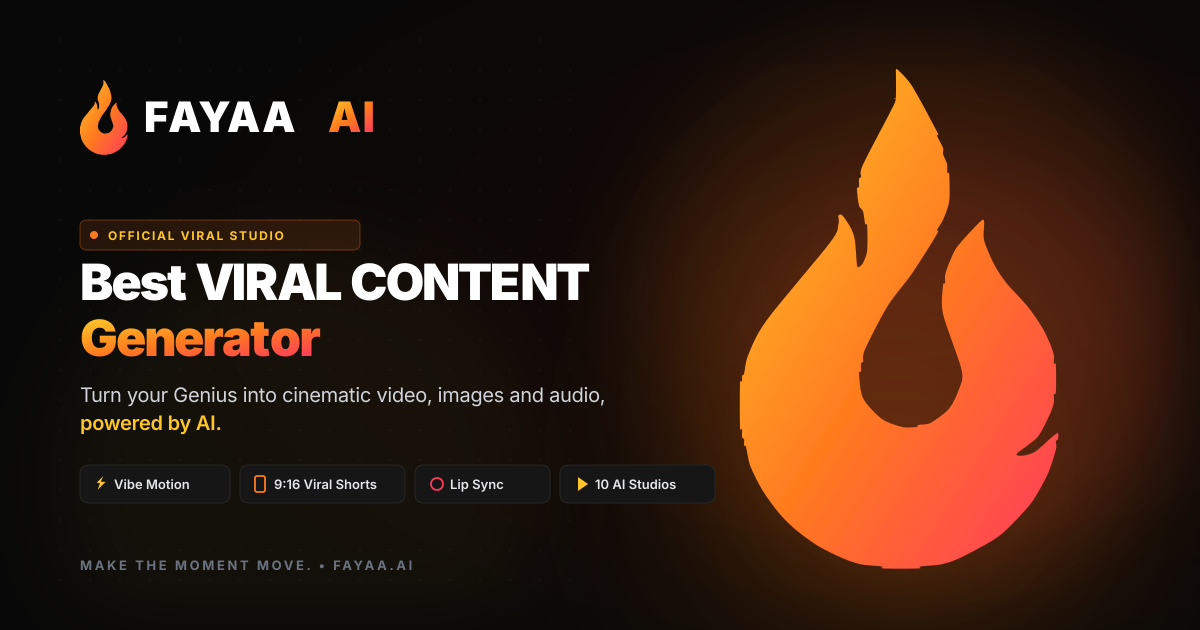 FAYAA AI
OFFICIAL VIRAL STUDIO
Best VIRAL CONTENT
Generator
Turn your Genius into cinematic video, images and audio,
powered by AI.
Vibe Motion
9:16 Viral Shorts
Lip Sync
10 AI Studios
MAKE THE MOMENT MOVE. • FAYAA.AI